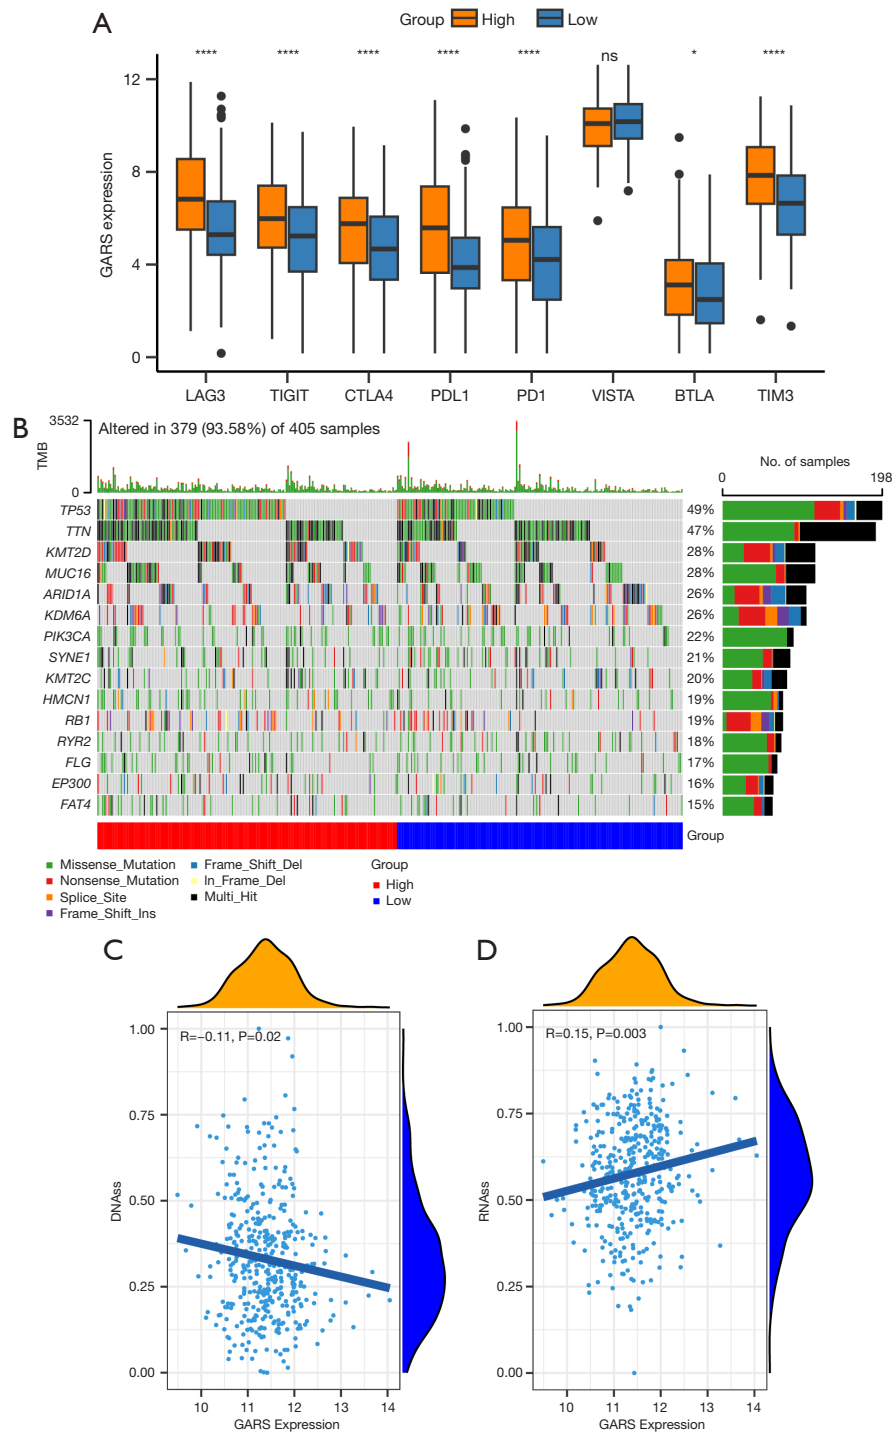 A
Group High Low
**** **** **** **** **** ns * ****
GARS expression
12
8
4
0
LAG3 TIGIT CTLA4 PDL1 PD1 VISTA BTLA TIM3
B
3532
TMB
0
Altered in 379 (93.58%) of 405 samples
No. of samples
0 198
TP53 49%
TTN 47%
KMT2D 28%
MUC16 28%
ARID1A 26%
KDM6A 26%
PIK3CA 22%
SYNE1 21%
KMT2C 20%
HMCN1 19%
RB1 19%
RYR2 18%
FLG 17%
EP300 16%
FAT4 15%
Group
Missense_Mutation Frame_Shift_Del Group
Nonsense_Mutation In_Frame_Del High
Splice_Site Multi_Hit Low
Frame_Shift_Ins
C
R=−0.11, P=0.02
DNAss
1.00
0.75
0.50
0.25
0.00
10 11 12 13 14
GARS Expression
D
R=0.15, P=0.003
RNAss
1.00
0.75
0.50
0.25
0.00
10 11 12 13 14
GARS Expression